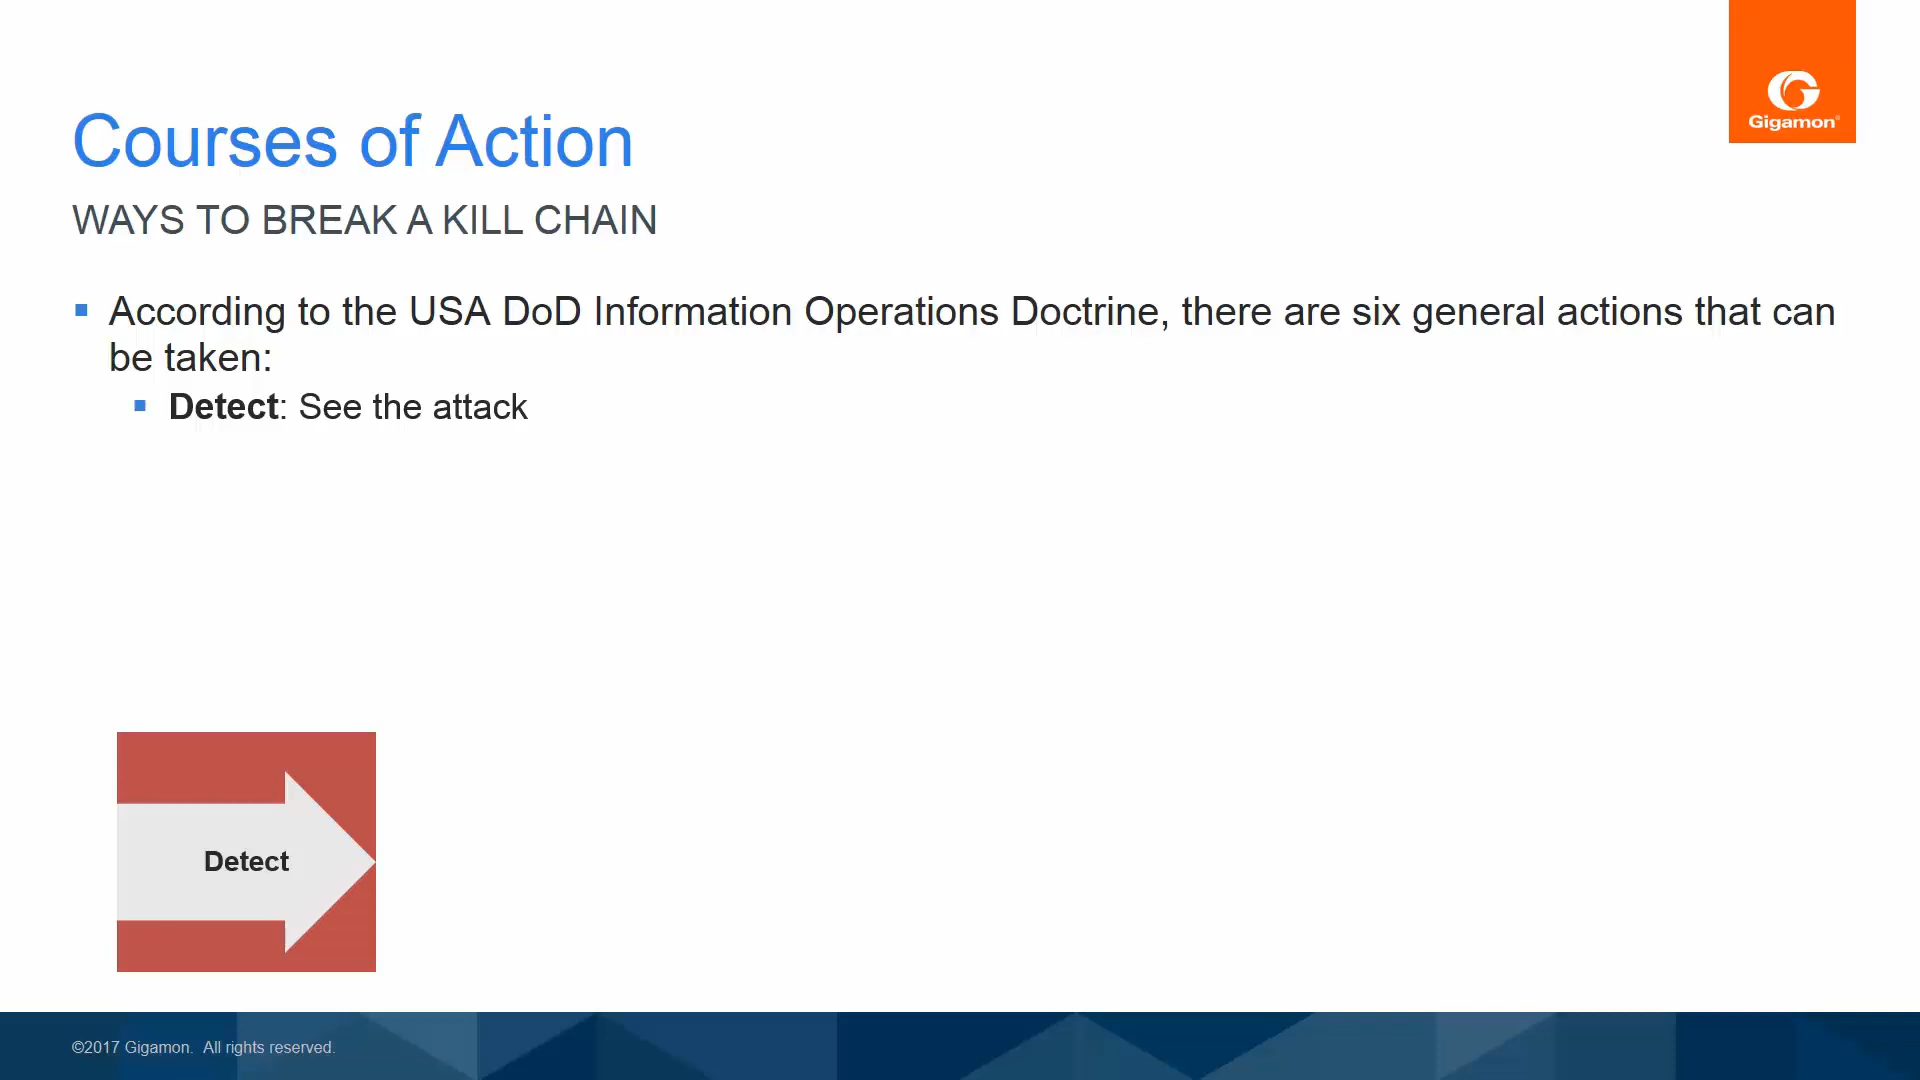 Gigamon®
Courses of Action
WAYS TO BREAK A KILL CHAIN
According to the USA DoD Information Operations Doctrine, there are six general actions that can
be taken:
Detect: See the attack
Detect
©2017 Gigamon. All rights reserved.